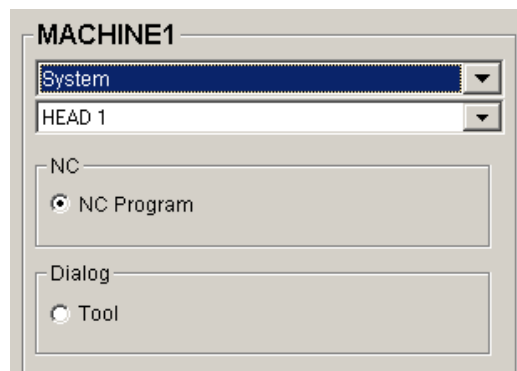 MACHINE1
System
HEAD 1
NC
NC Program
Dialog
Tool